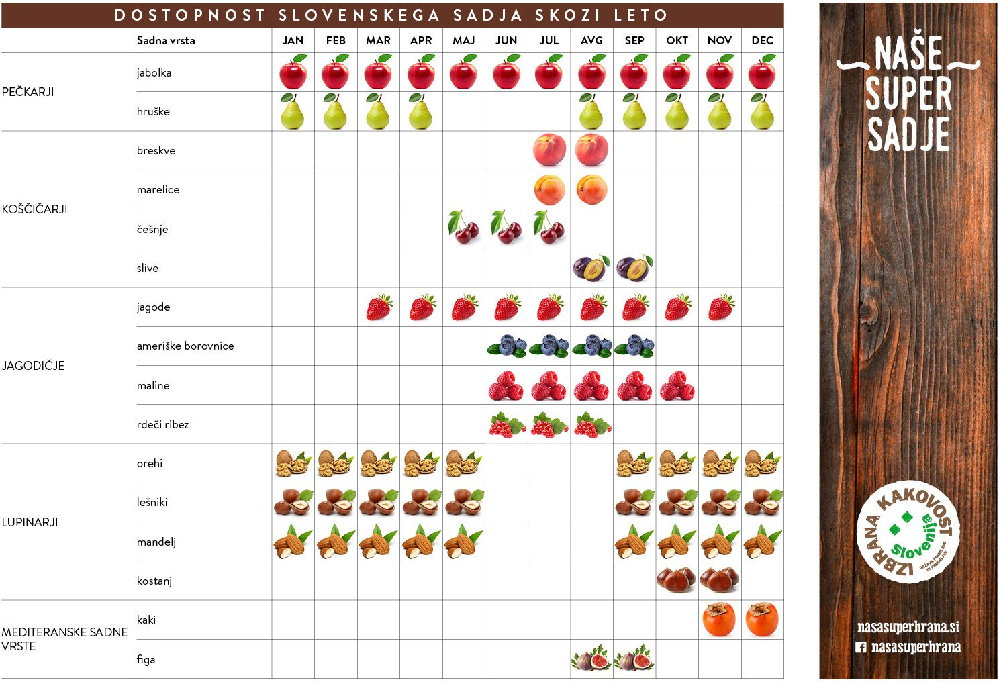 DOSTOPNOST SLOVENSKEGA SADJA SKOZI LETO
Sadna vrsta JAN FEB MAR APR MAJ JUN JUL AVG SEP OKT NOV DEC
PEČKARJI
jabolka
hruške
KOŠČIČARJI
breskve
marelice
češnje
slive
JAGODIČJE
jagode
ameriške borovnice
maline
rdeči ribez
LUPINARJI
orehi
lešniki
mandelj
kostanj
MEDITERANSKE SADNE
VRSTE
kaki
figa
NAŠE
SUPER
SADJE
IZBRANA KAKOVOST
Slovenija
DRŽAVA PRIDELAVE
IN PREDELAVE
nasasuperhrana.si
nasasuperhrana